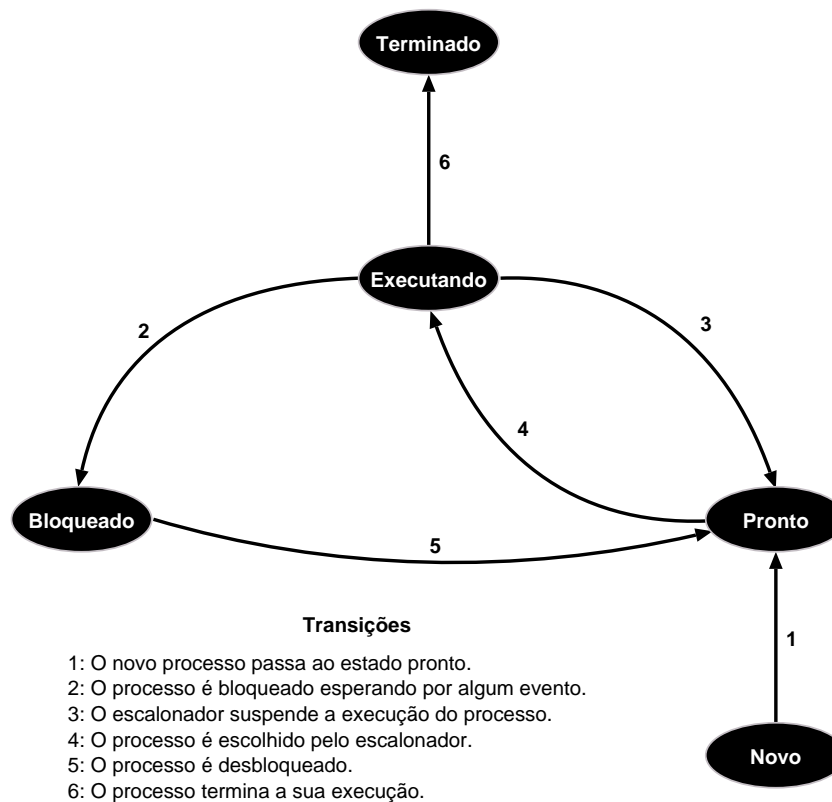 Terminado
6
Executando
2
3
4
Bloqueado
Pronto
5
Transições
1
1: O novo processo passa ao estado pronto.
2: O processo é bloqueado esperando por algum evento.
3: O escalonador suspende a execução do processo.
4: O processo é escolhido pelo escalonador.
5: O processo é desbloqueado.
6: O processo termina a sua execução.
Novo